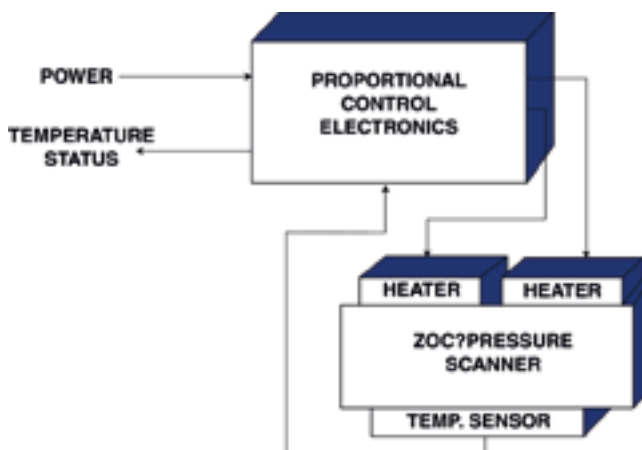 POWER
PROPORTIONAL
CONTROL
ELECTRONICS
TEMPERATURE
STATUS
HEATER
HEATER
ZOC?PRESSURE
SCANNER
TEMP. SENSOR